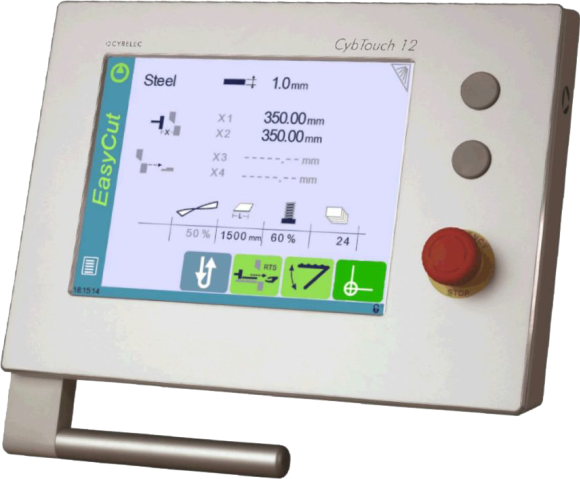 CYBELEC
CybTouch 12
EasyCut
Steel
1.0mm
+X
X1 350.00mm
X2 350.00mm
X3 -----.-- mm
X4 -----.-- mm
L
50 % 1500 mm 60 % 24
RTS
16:15:14
STOP